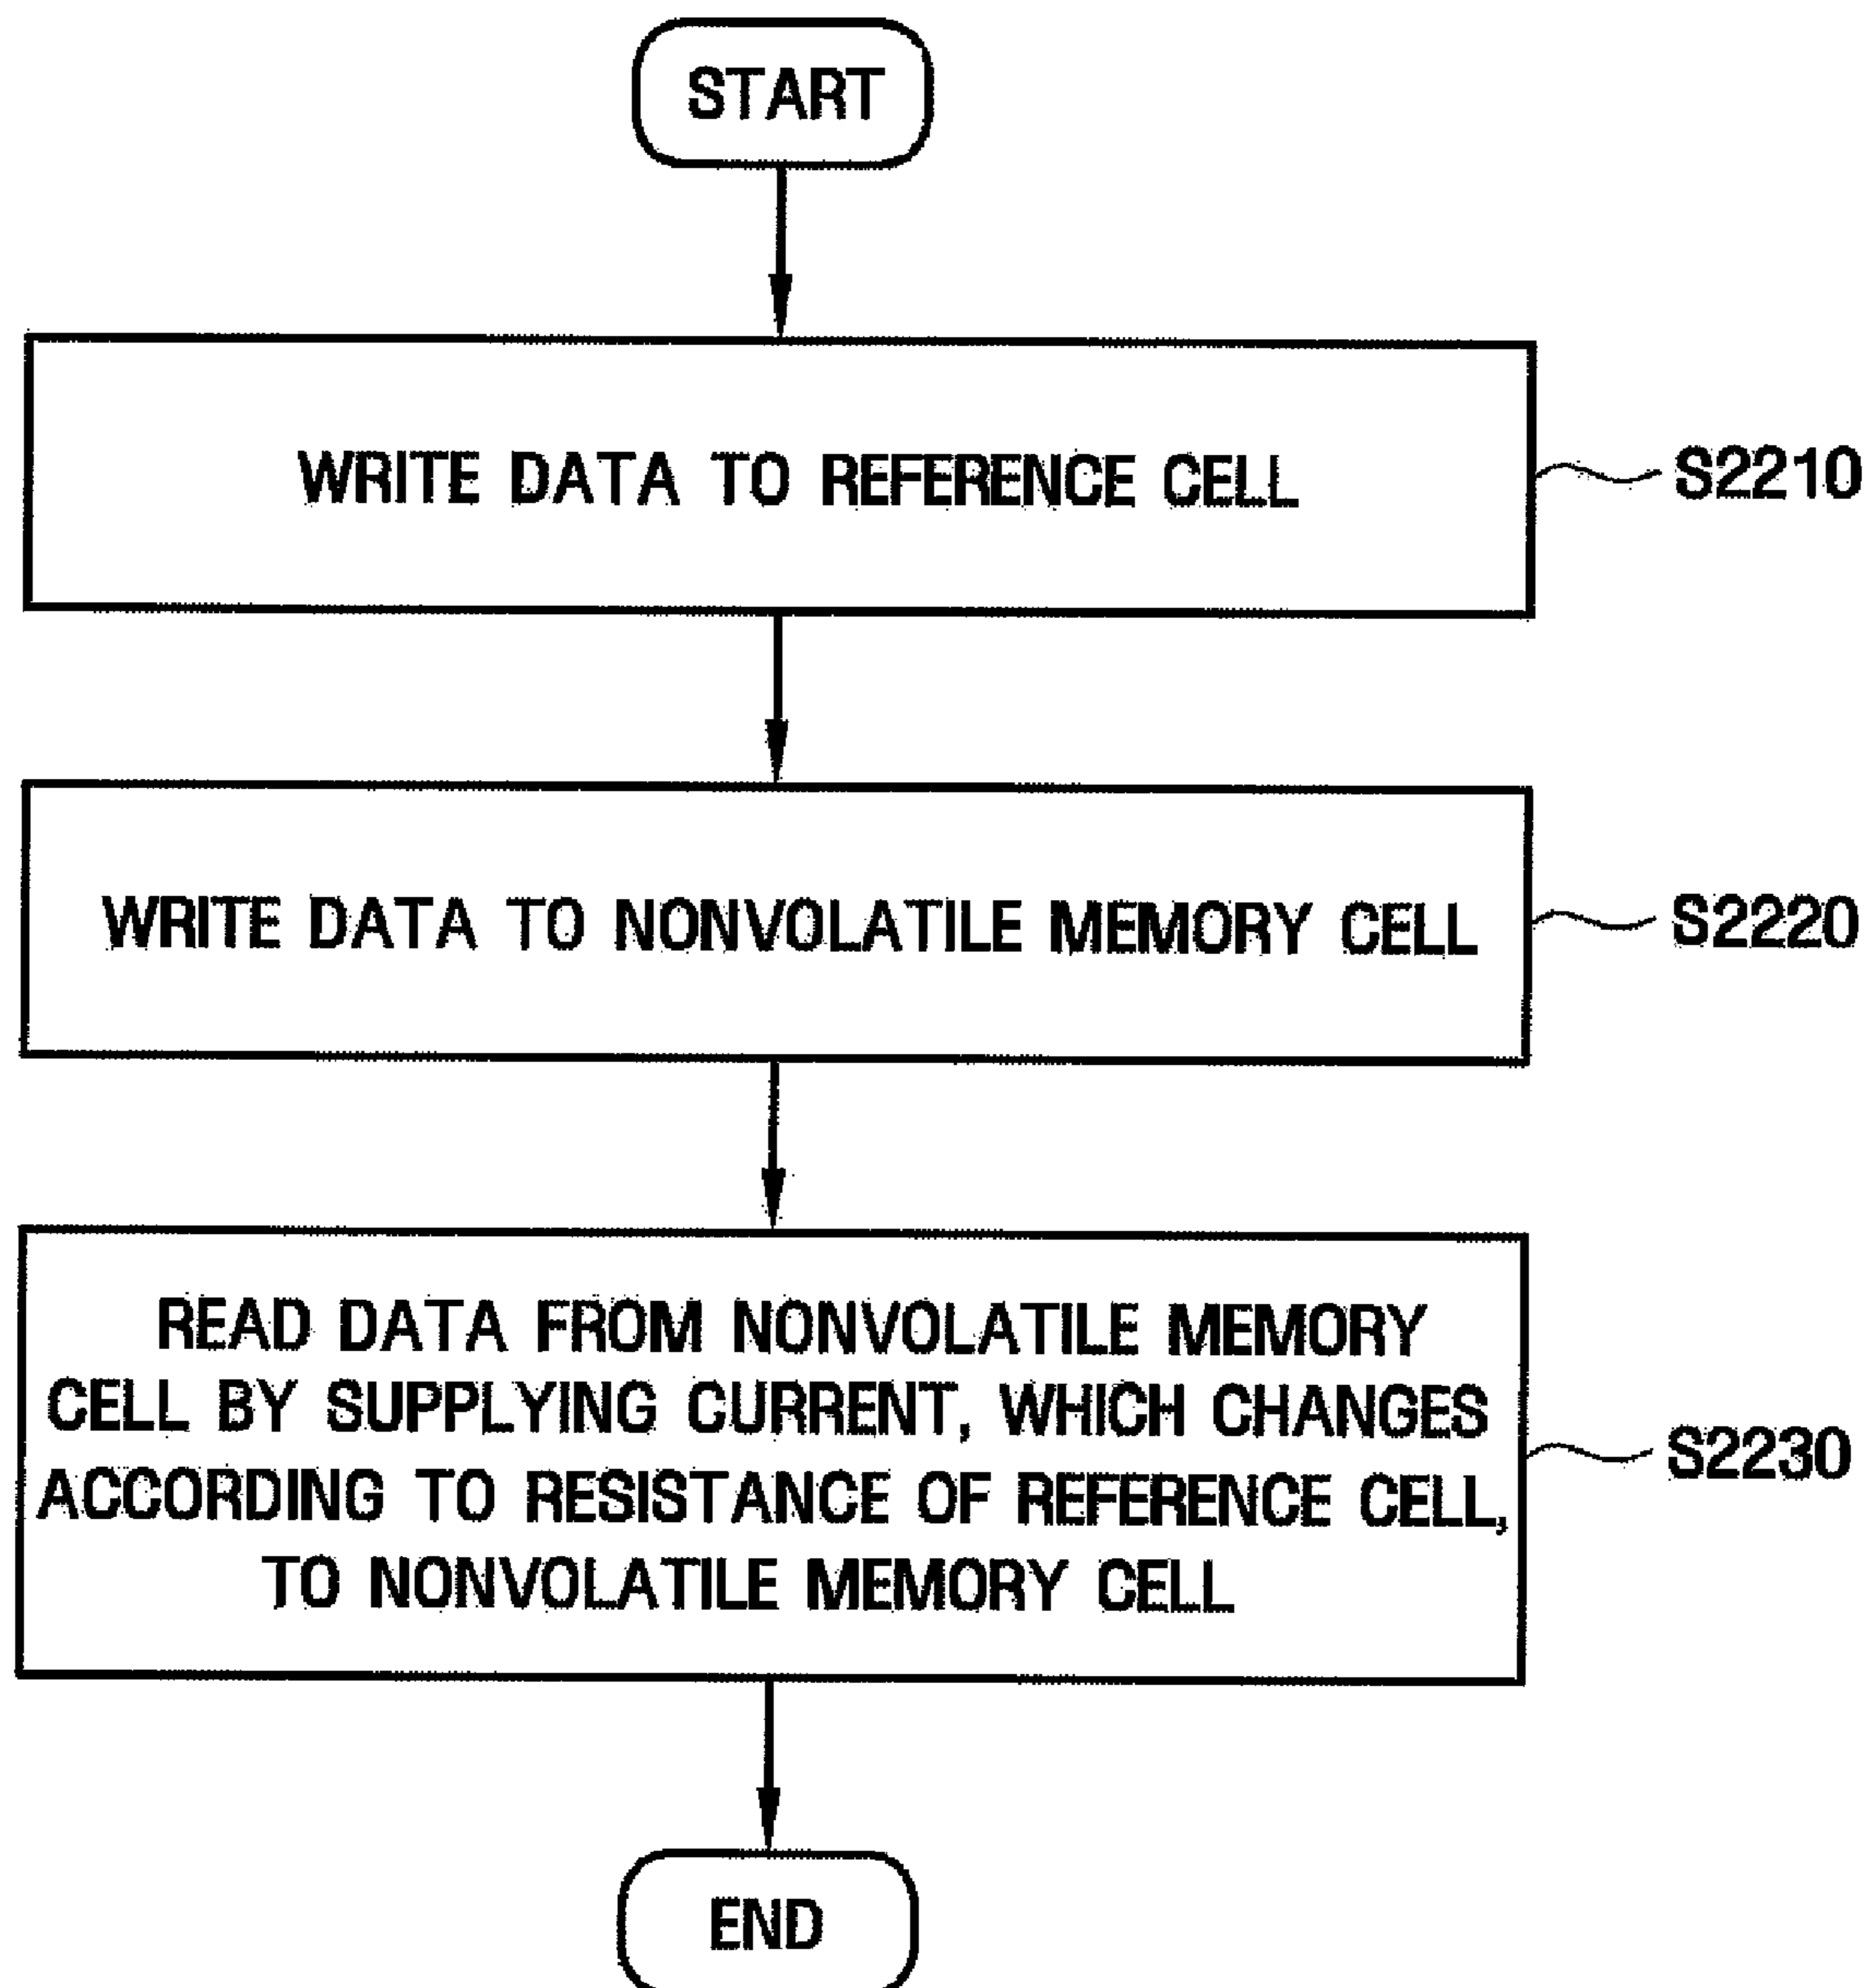 START
WRITE DATA TO REFERENCE CELL
S2210
WRITE DATA TO NONVOLATILE MEMORY CELL
S2220
READ DATA FROM NONVOLATILE MEMORY
CELL BY SUPPLYING CURRENT, WHICH CHANGES
ACCORDING TO RESISTANCE OF REFERENCE CELL,
TO NONVOLATILE MEMORY CELL
S2230
END